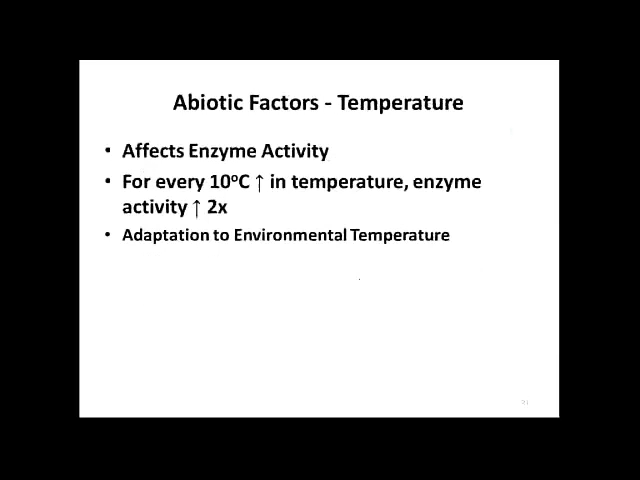 Abiotic Factors - Temperature
• Affects Enzyme Activity
• For every 10ºC ↑ in temperature, enzyme
activity ↑ 2x
• Adaptation to Environmental Temperature